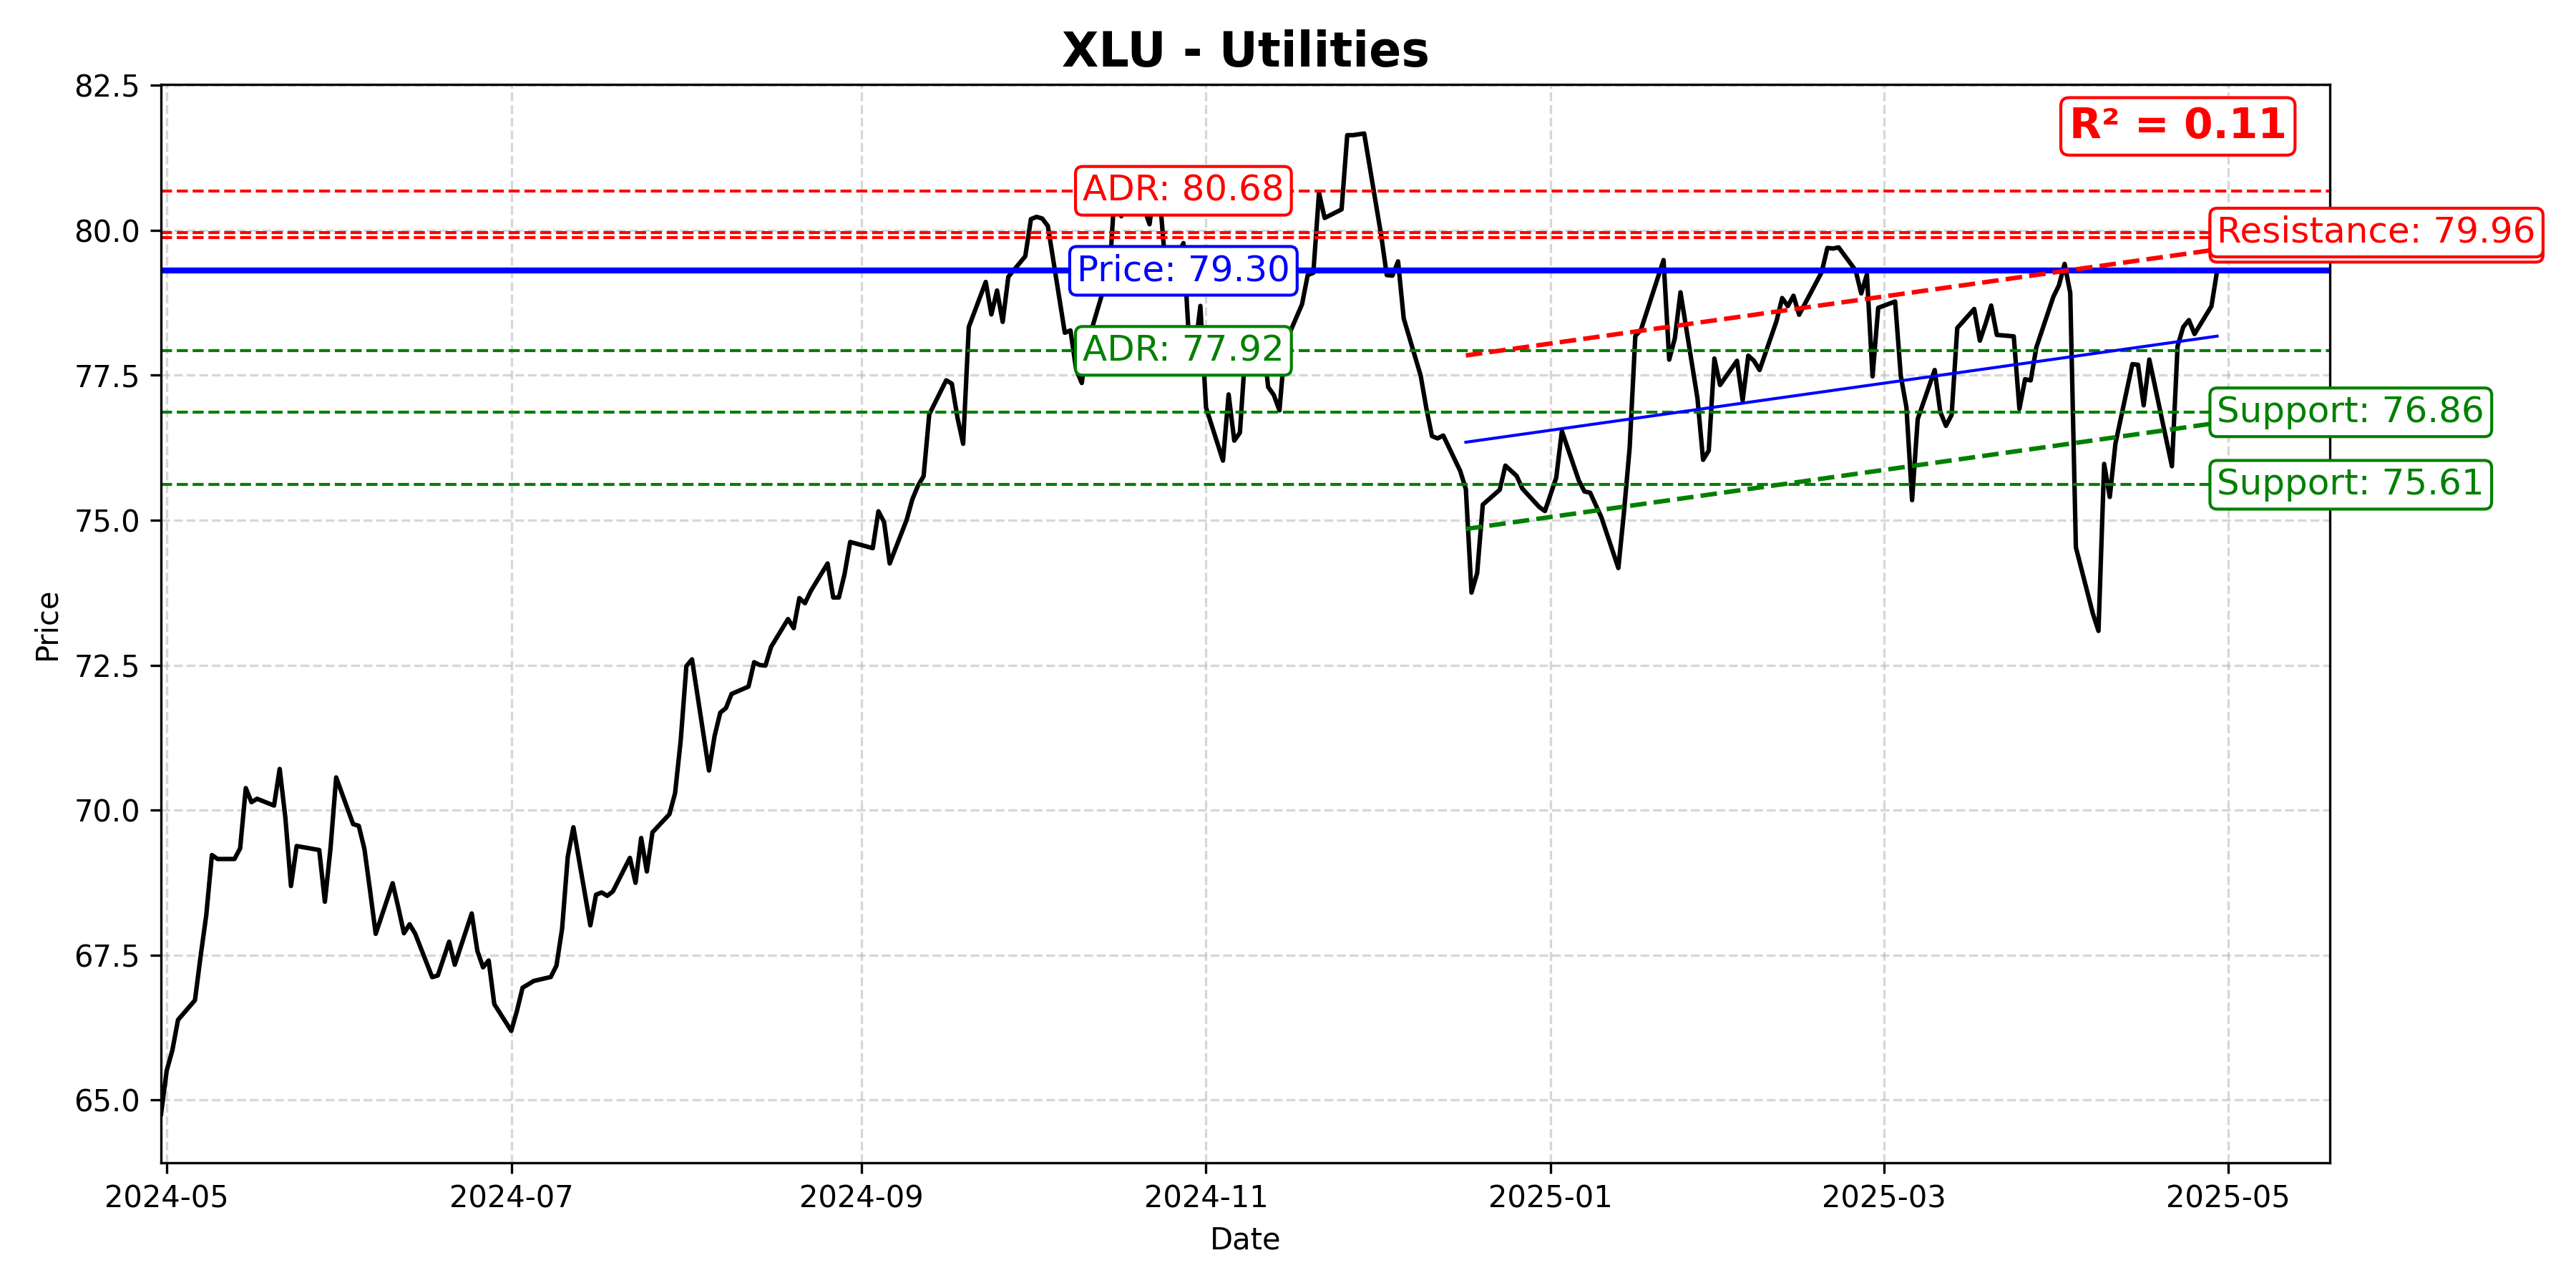 XLU - Utilities
82.5
80.0
77.5
75.0
72.5
70.0
67.5
65.0
Price
R² = 0.11
ADR: 80.68
Resistance: 79.96
Price: 79.30
ADR: 77.92
Support: 76.86
Support: 75.61
2024-05
2024-07
2024-09
2024-11
2025-01
2025-03
2025-05
Date